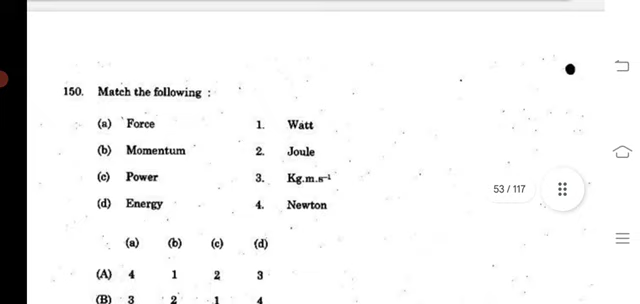 150. Match the following :
(a) Force 1. Watt
(b) Momentum 2. Joule
(c) Power 3. Kg.m.s⁻¹
(d) Energy 4. Newton
53 / 117
(a) (b) (c) (d)
(A) 4 1 2 3
(B) 3 2 1 4